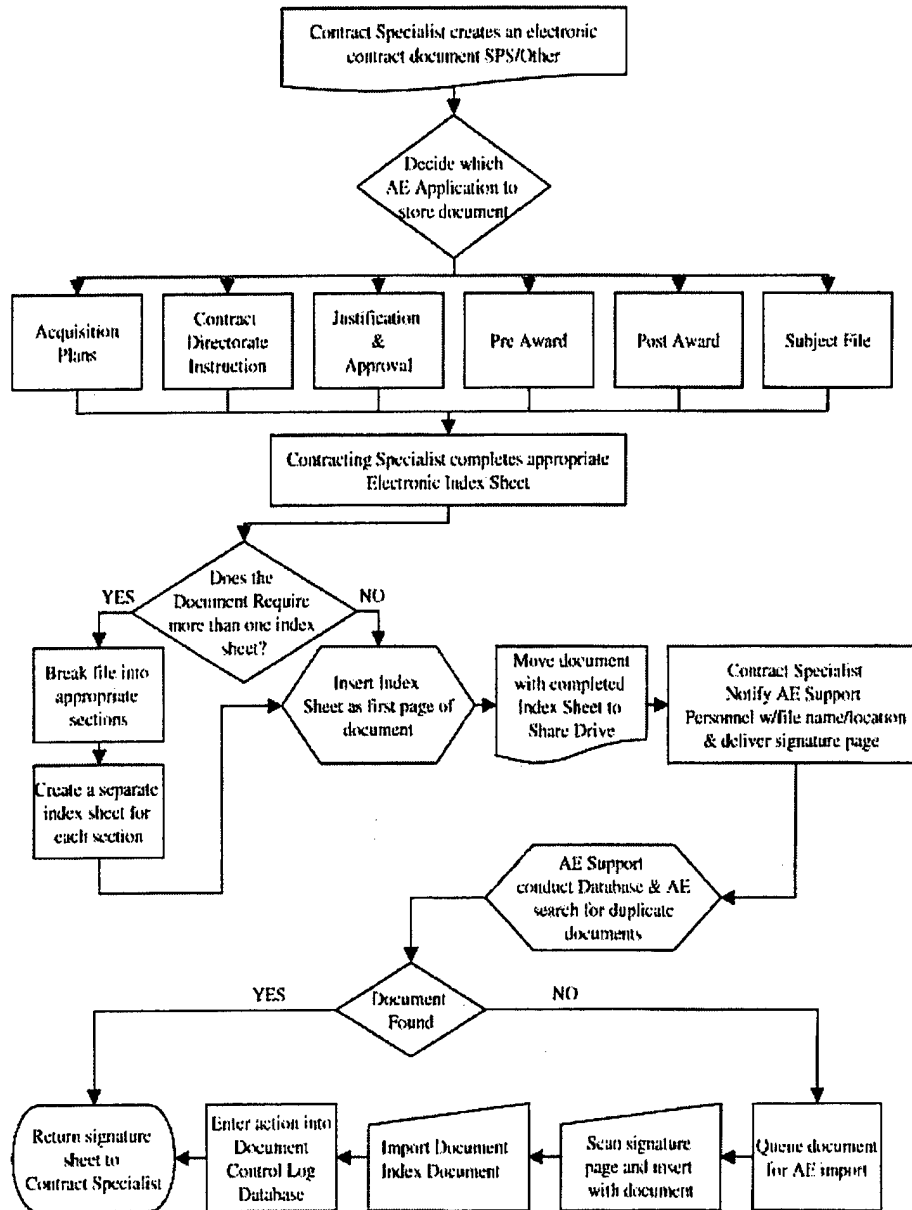 Contract Specialist creates an electronic
contract document SPS/Other
Decide which
AE Application to
store document
Acquisition
Plans
Contract
Directorate
Instruction
Justification
&
Approval
Pre Award
Post Award
Subject File
Contracting Specialist completes appropriate
Electronic Index Sheet
Does the
Document Require
more than one index
sheet?
YES
NO
Break file into
appropriate
sections
Create a separate
index sheet for
each section
Insert Index
Sheet as first page of
document
Move document
with completed
Index Sheet to
Share Drive
Contract Specialist
Notify AE Support
Personnel w/file name/location
& deliver signature page
AE Support
conduct Database & AE
search for duplicate
documents
YES
Document
Found
NO
Return signature
sheet to
Contract Specialist
Enter action into
Document
Control Log
Database
Import Document
Index Document
Scan signature
page and insert
with document
Queue document
for AE import